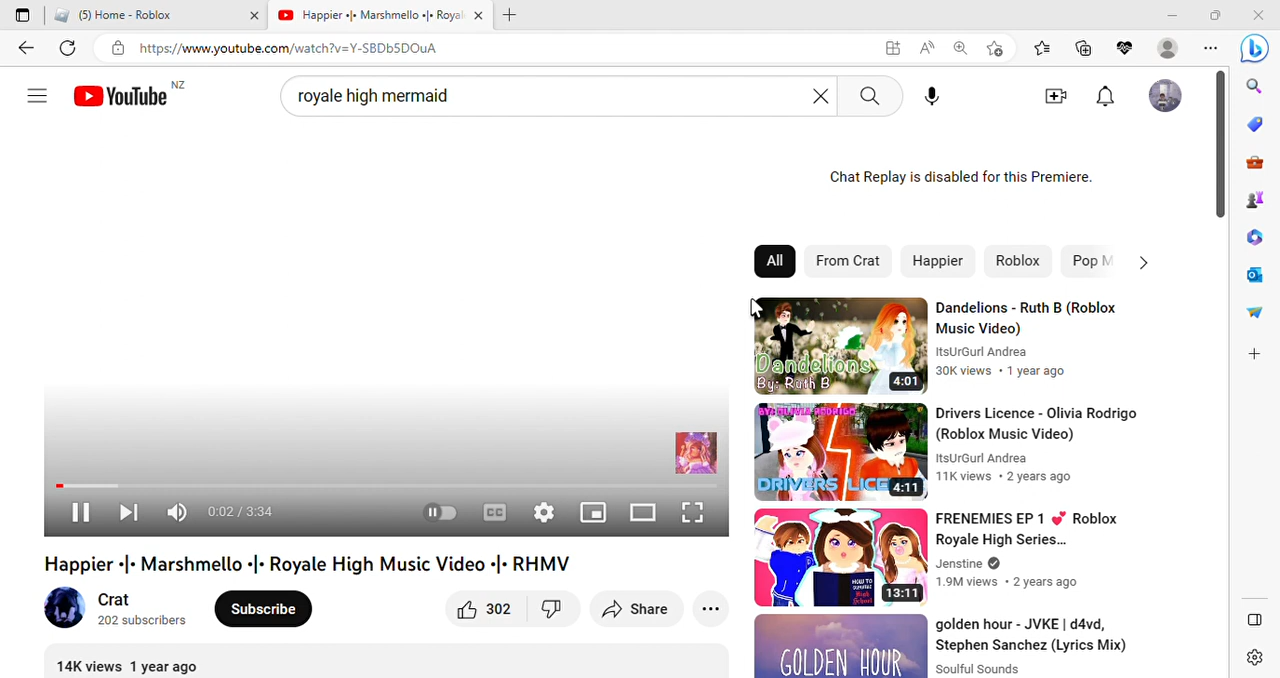 (5) Home - Roblox
Happier •|• Marshmello •|• Royal
https://www.youtube.com/watch?v=Y-SBDb5DOuA
YouTube NZ
royale high mermaid
Chat Replay is disabled for this Premiere.
All From Crat Happier Roblox Pop M
Dandelions
By: Ruth B
4:01
Dandelions - Ruth B (Roblox
Music Video)
ItsUrGurl Andrea
30K views • 1 year ago
BY: OLIVIA RODRIGO
DRIVERS LICE
4:11
Drivers Licence - Olivia Rodrigo
(Roblox Music Video)
ItsUrGurl Andrea
11K views • 2 years ago
13:11
FRENEMIES EP 1 💕 Roblox
Royale High Series...
Jenstine
1.9M views • 2 years ago
GOLDEN HOUR
golden hour - JVKE | d4vd,
Stephen Sanchez (Lyrics Mix)
Soulful Sounds
0:02 / 3:34
CC
Happier •|• Marshmello •|• Royale High Music Video •|• RHMV
Crat
202 subscribers
Subscribe
302
Share
14K views 1 year ago